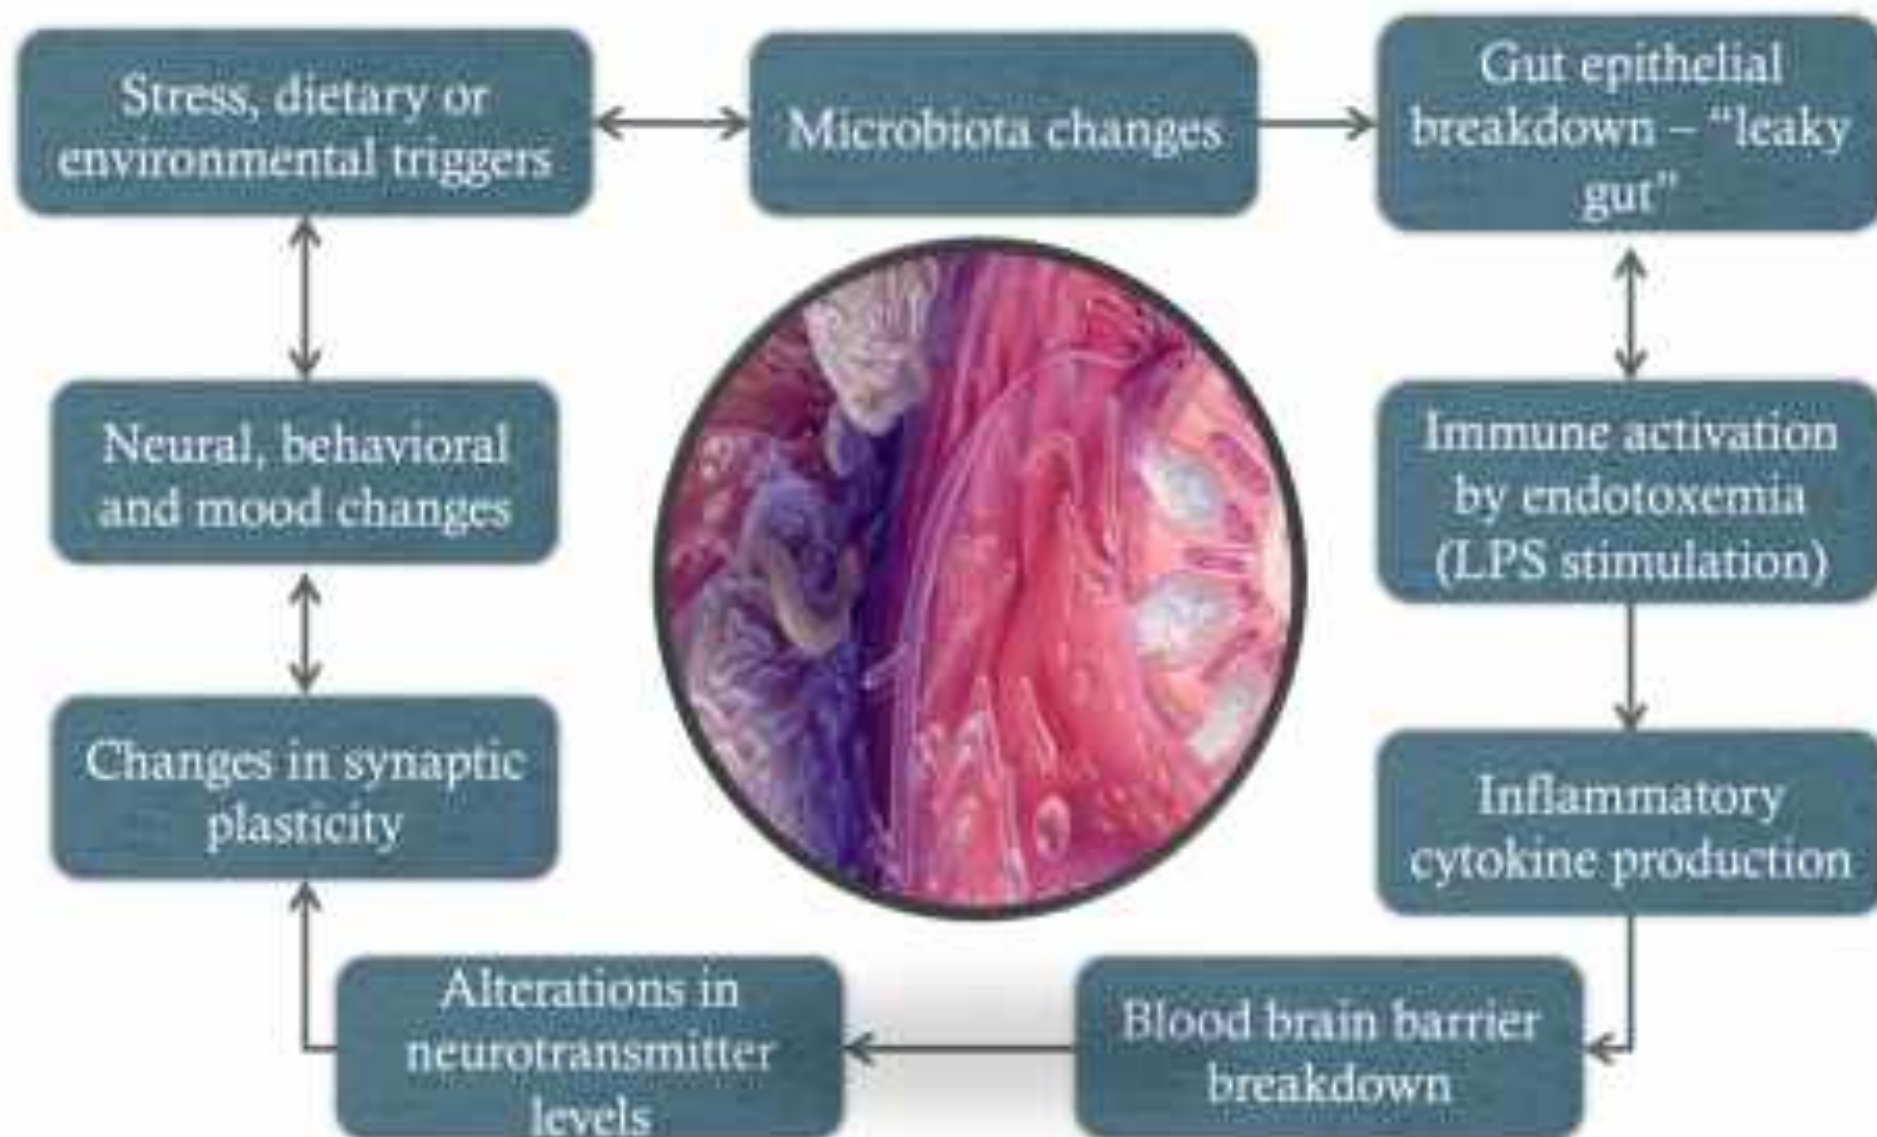 Stress, dietary or
environmental triggers
Microbiota changes
Gut epithelial
breakdown – “leaky
gut”
Neural, behavioral
and mood changes
Immune activation
by endotoxemia
(LPS stimulation)
Changes in synaptic
plasticity
Inflammatory
cytokine production
Alterations in
neurotransmitter
levels
Blood brain barrier
breakdown